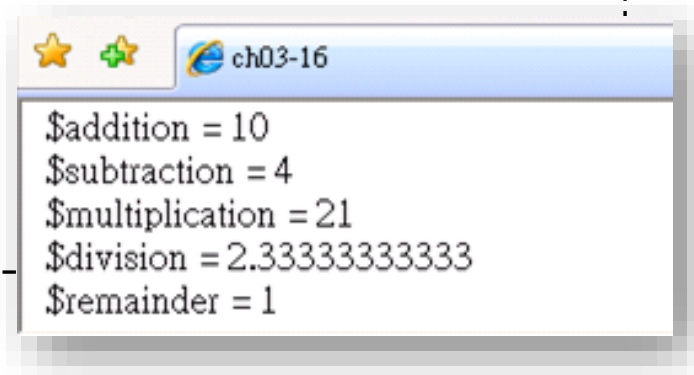 ch03-16
$addition = 10
$subtraction = 4
$multiplication = 21
$division = 2.33333333333
$remainder = 1